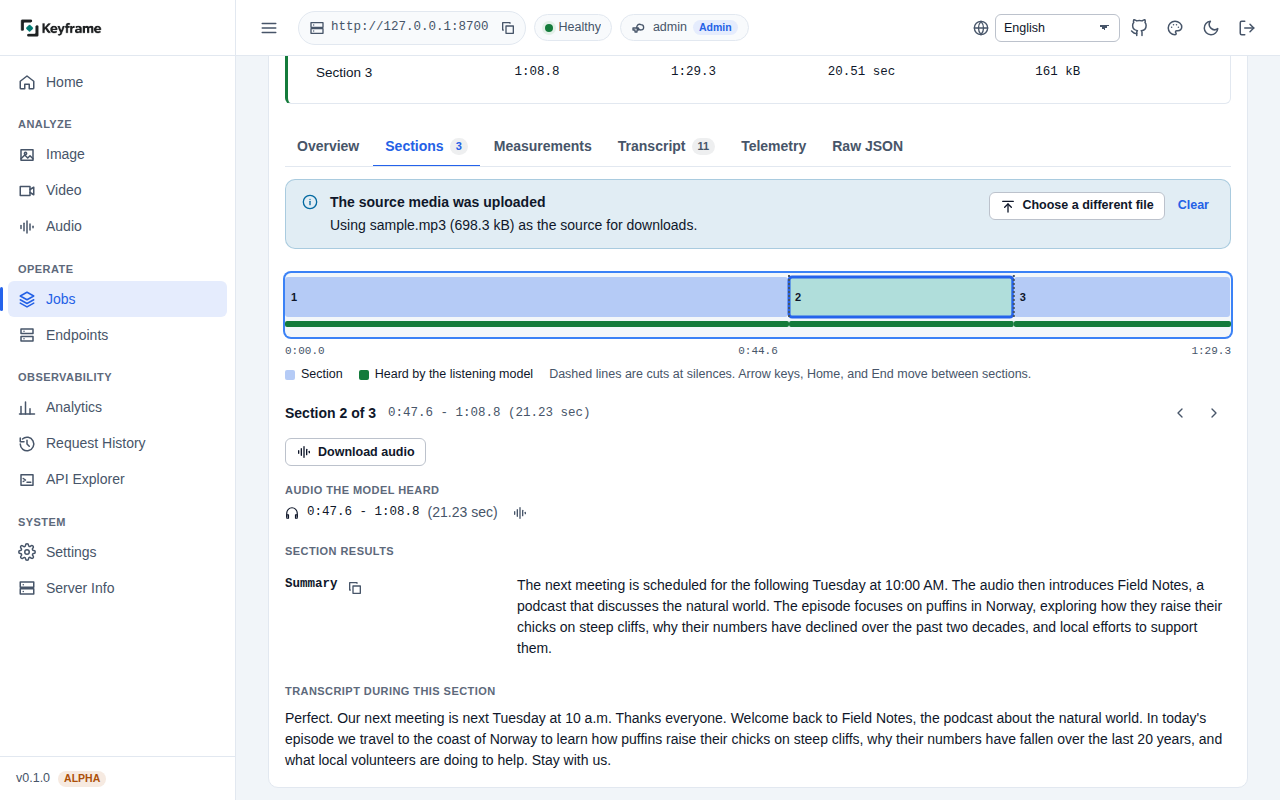 Keyframe
http://127.0.0.1:8700
Healthy
admin Admin
English
Home
ANALYZE
Image
Video
Audio
OPERATE
Jobs
Endpoints
OBSERVABILITY
Analytics
Request History
API Explorer
SYSTEM
Settings
Server Info
v0.1.0 ALPHA
Section 3 1:08.8 1:29.3 20.51 sec 161 kB
Overview Sections 3 Measurements Transcript 11 Telemetry Raw JSON
The source media was uploaded
Using sample.mp3 (698.3 kB) as the source for downloads.
Choose a different file Clear
1 2 3
0:00.0 0:44.6 1:29.3
Section Heard by the listening model Dashed lines are cuts at silences. Arrow keys, Home, and End move between sections.
Section 2 of 3 0:47.6 - 1:08.8 (21.23 sec)
Download audio
AUDIO THE MODEL HEARD
0:47.6 - 1:08.8 (21.23 sec)
SECTION RESULTS
Summary
The next meeting is scheduled for the following Tuesday at 10:00 AM. The audio then introduces Field Notes, a
podcast that discusses the natural world. The episode focuses on puffins in Norway, exploring how they raise their
chicks on steep cliffs, why their numbers have declined over the past two decades, and local efforts to support
them.
TRANSCRIPT DURING THIS SECTION
Perfect. Our next meeting is next Tuesday at 10 a.m. Thanks everyone. Welcome back to Field Notes, the podcast about the natural world. In today's
episode we travel to the coast of Norway to learn how puffins raise their chicks on steep cliffs, why their numbers have fallen over the last 20 years, and
what local volunteers are doing to help. Stay with us.